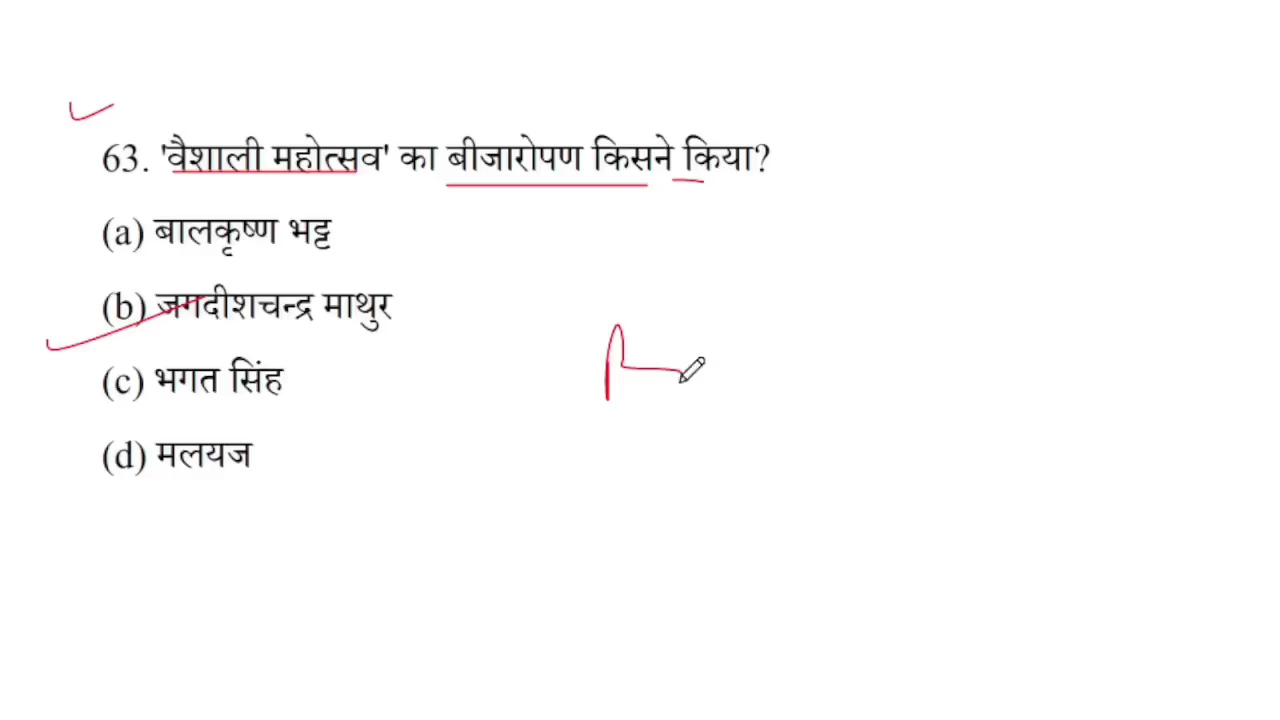 63. 'वैशाली महोत्सव' का बीजारोपण किसने किया?
(a) बालकृष्ण भट्ट
(b) जगदीशचन्द्र माथुर
(c) भगत सिंह
(d) मलयज